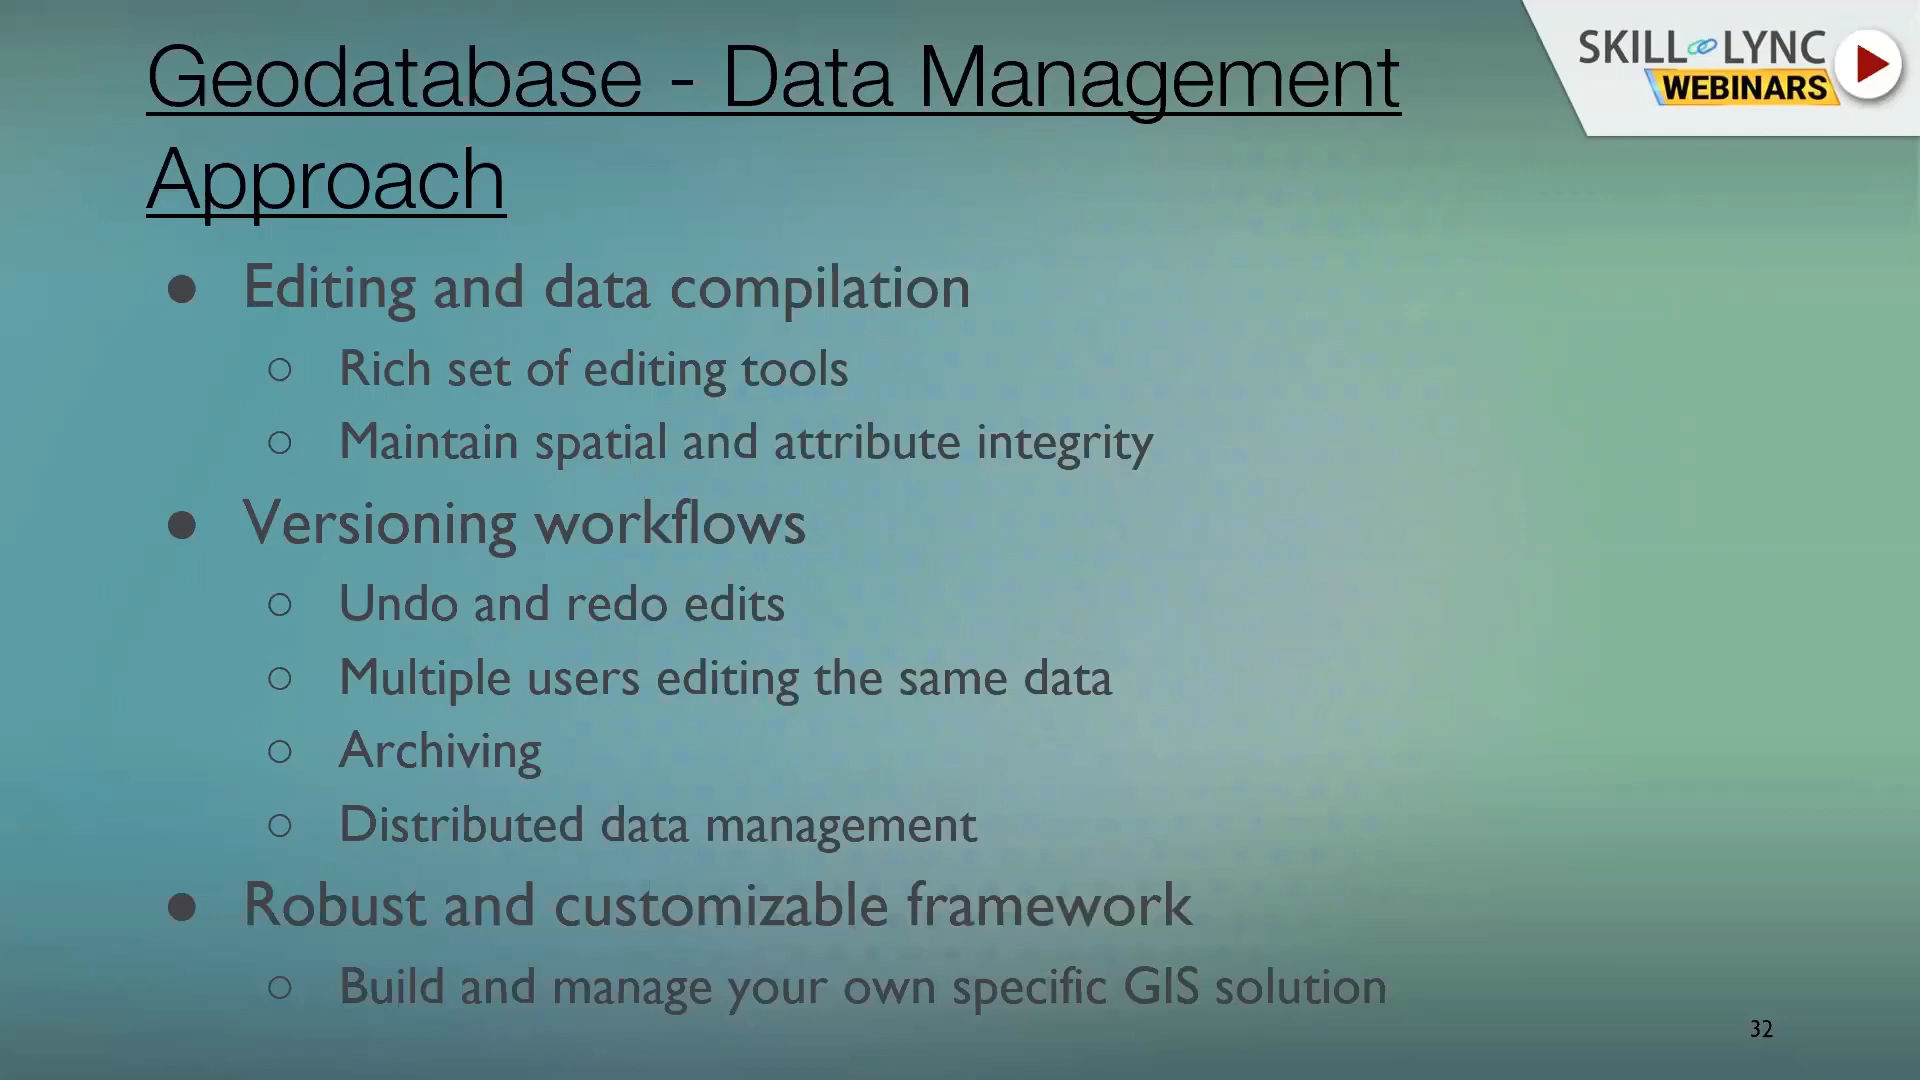 Geodatabase - Data Management
Approach
SKILL LYNC
WEBINARS
● Editing and data compilation
○ Rich set of editing tools
○ Maintain spatial and attribute integrity
● Versioning workflows
○ Undo and redo edits
○ Multiple users editing the same data
○ Archiving
○ Distributed data management
● Robust and customizable framework
○ Build and manage your own specific GIS solution
32